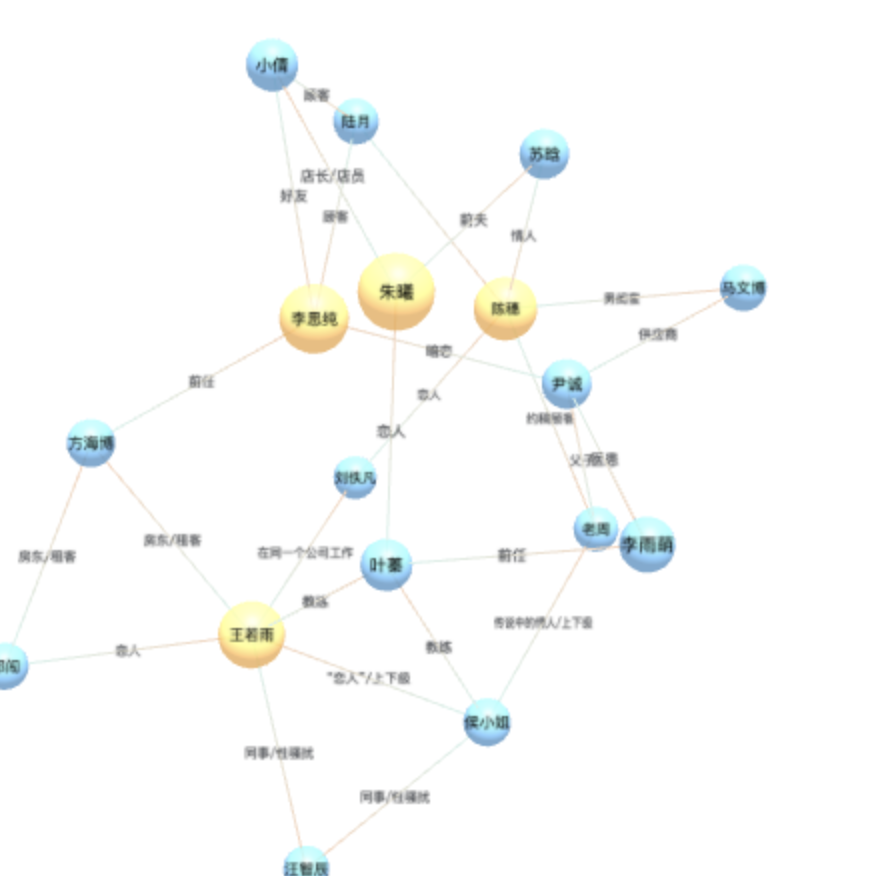 小倩
顾客
陆月
苏晗
店长/店员
好友
顾客
前夫
情人
朱曦
马文博
男闺蜜
陈穗
李思纯
供应商
暗恋
前任
尹诚
恋人
约稿顾客
恋人
方海博
父子
刘佚凡
老周
李雨萌
房东/租客
在同一个公司工作
前任
房东/租客
叶蓁
教练
传说中的情人/上下级
王若雨
教练
恋人
"恋人"/上下级
侯小姐
同事/性骚扰
同事/性骚扰
汪智辰